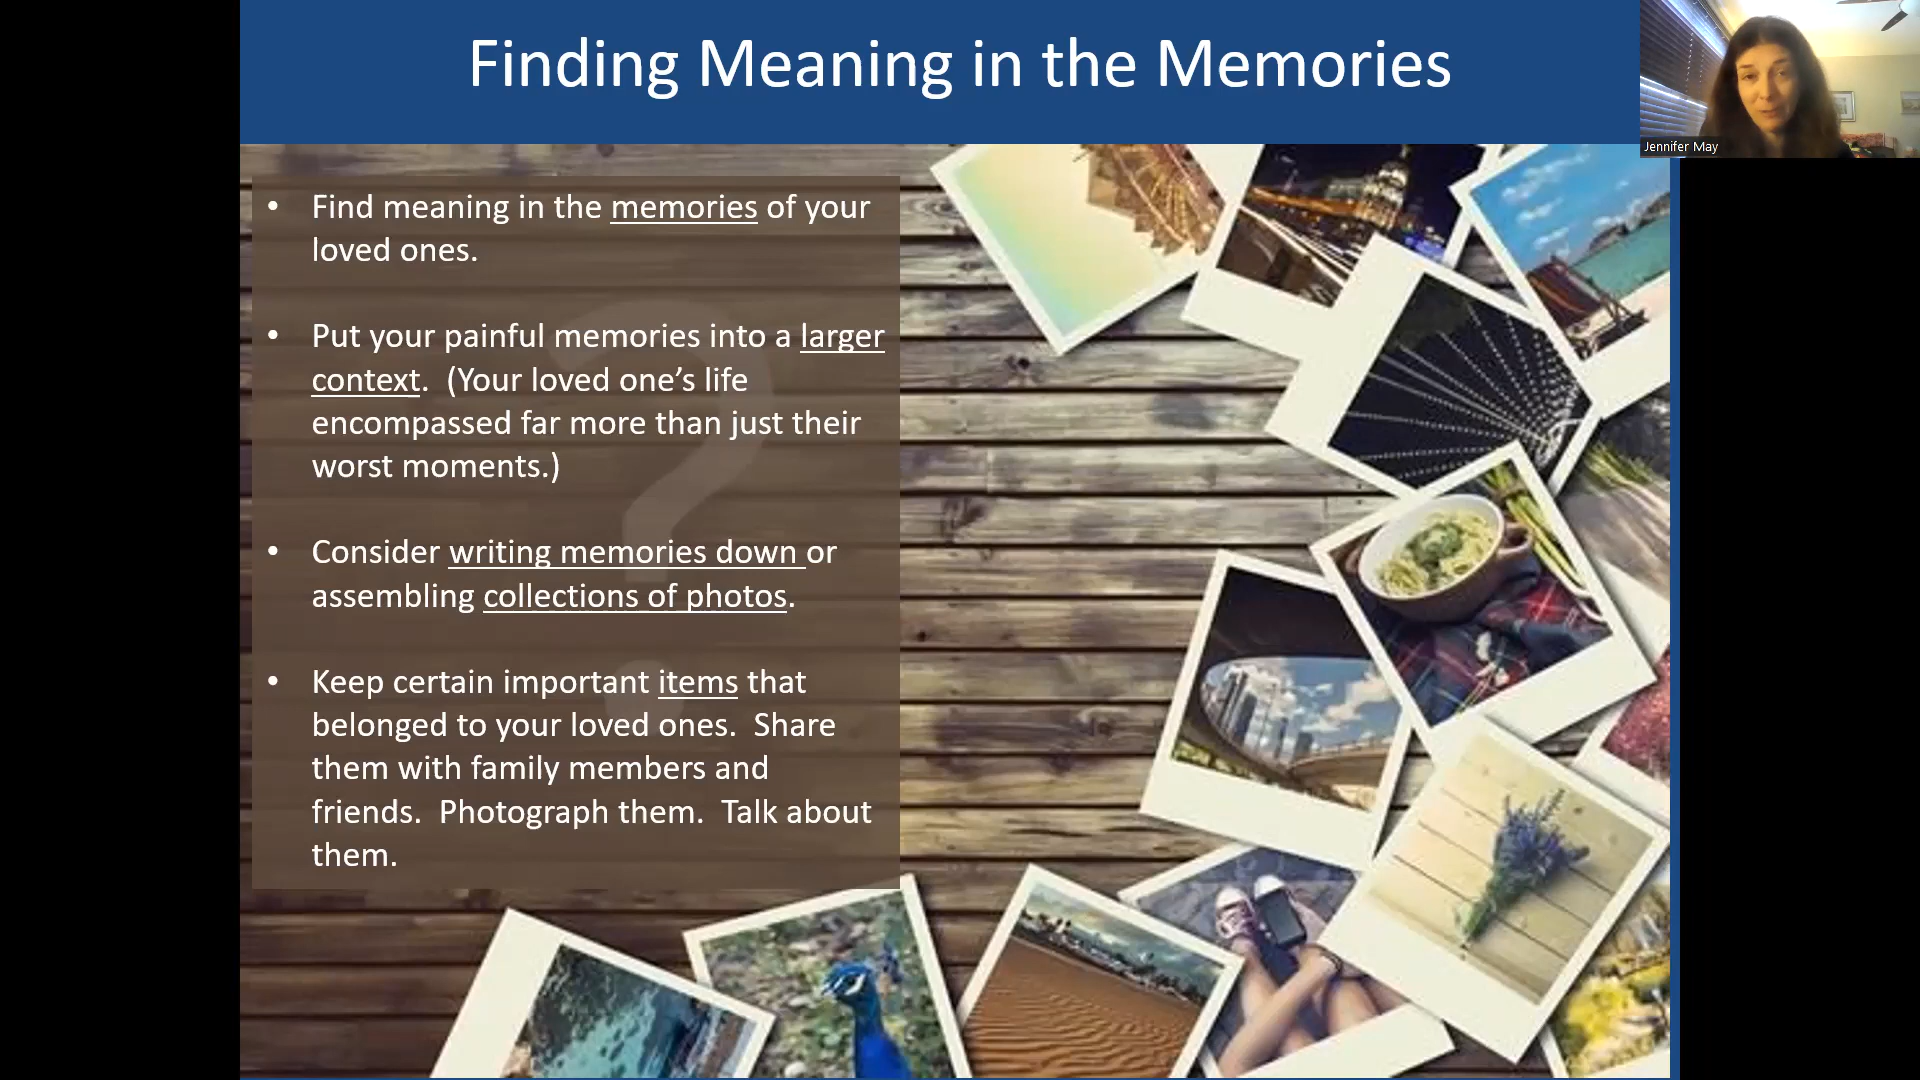 Finding Meaning in the Memories
Jennifer May
• Find meaning in the memories of your
loved ones.
• Put your painful memories into a larger
context.  (Your loved one’s life
encompassed far more than just their
worst moments.)
• Consider writing memories down or
assembling collections of photos.
• Keep certain important items that
belonged to your loved ones.  Share
them with family members and
friends.  Photograph them.  Talk about
them.